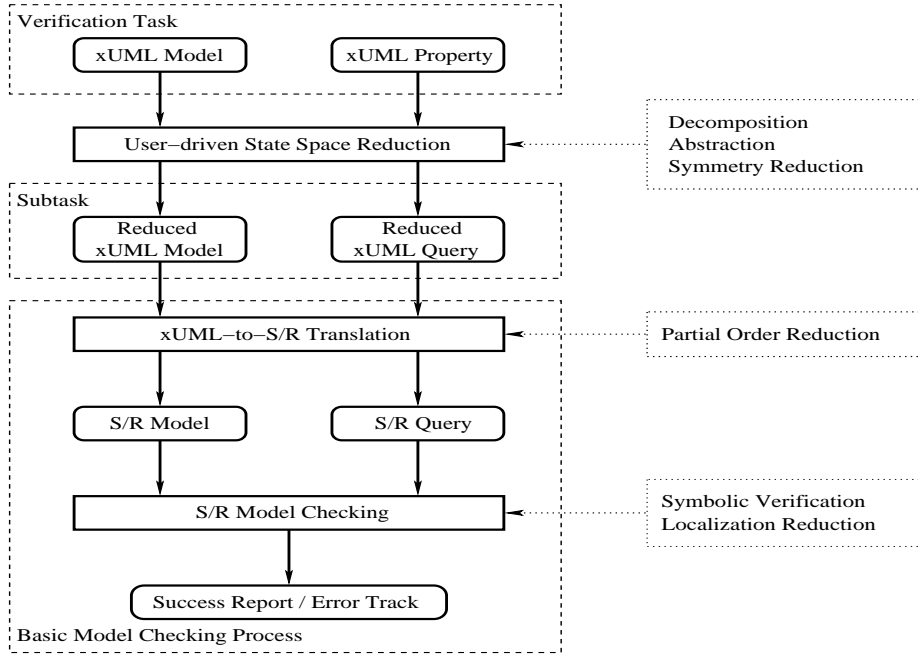 Verification Task
xUML Model
xUML Property
User−driven State Space Reduction
Decomposition
Abstraction
Symmetry Reduction
Subtask
Reduced
xUML Model
Reduced
xUML Query
xUML−to−S/R Translation
Partial Order Reduction
S/R Model
S/R Query
S/R Model Checking
Symbolic Verification
Localization Reduction
Success Report / Error Track
Basic Model Checking Process